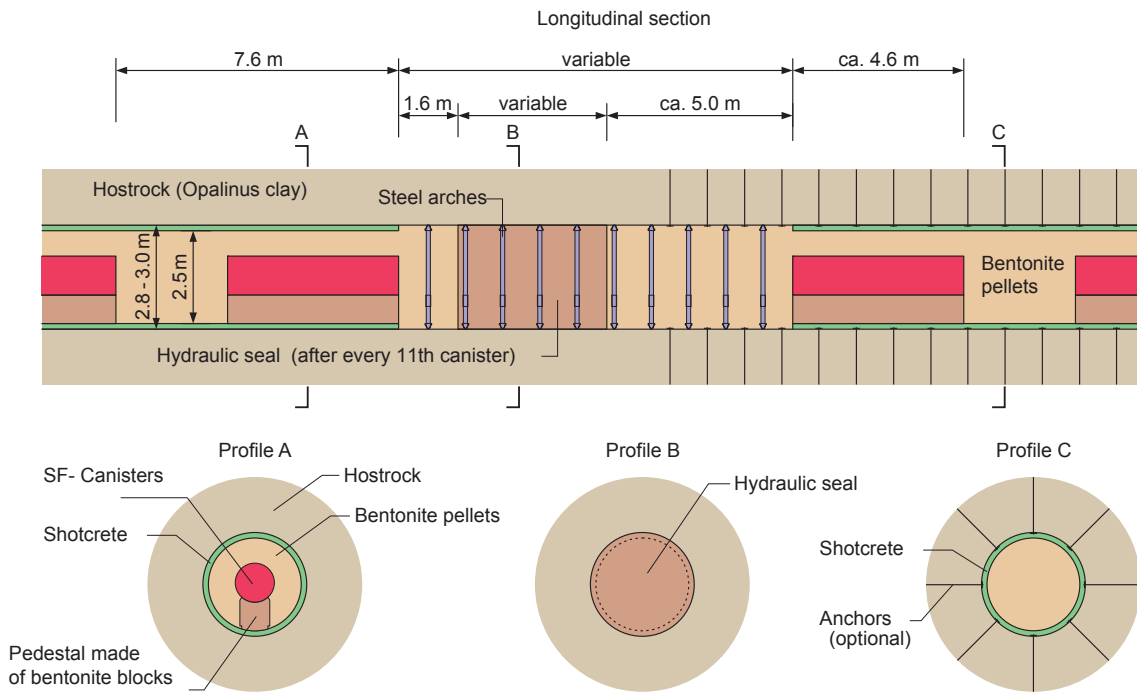 Longitudinal section
7.6 m
variable
ca. 4.6 m
1.6 m
variable
ca. 5.0 m
A
B
C
Hostrock (Opalinus clay)
Steel arches
2.8 - 3.0 m
2.5 m
Bentonite
pellets
Hydraulic seal (after every 11th canister)
Profile A
SF- Canisters
Hostrock
Bentonite pellets
Shotcrete
Pedestal made
of bentonite blocks
Profile B
Hydraulic seal
Profile C
Shotcrete
Anchors
(optional)